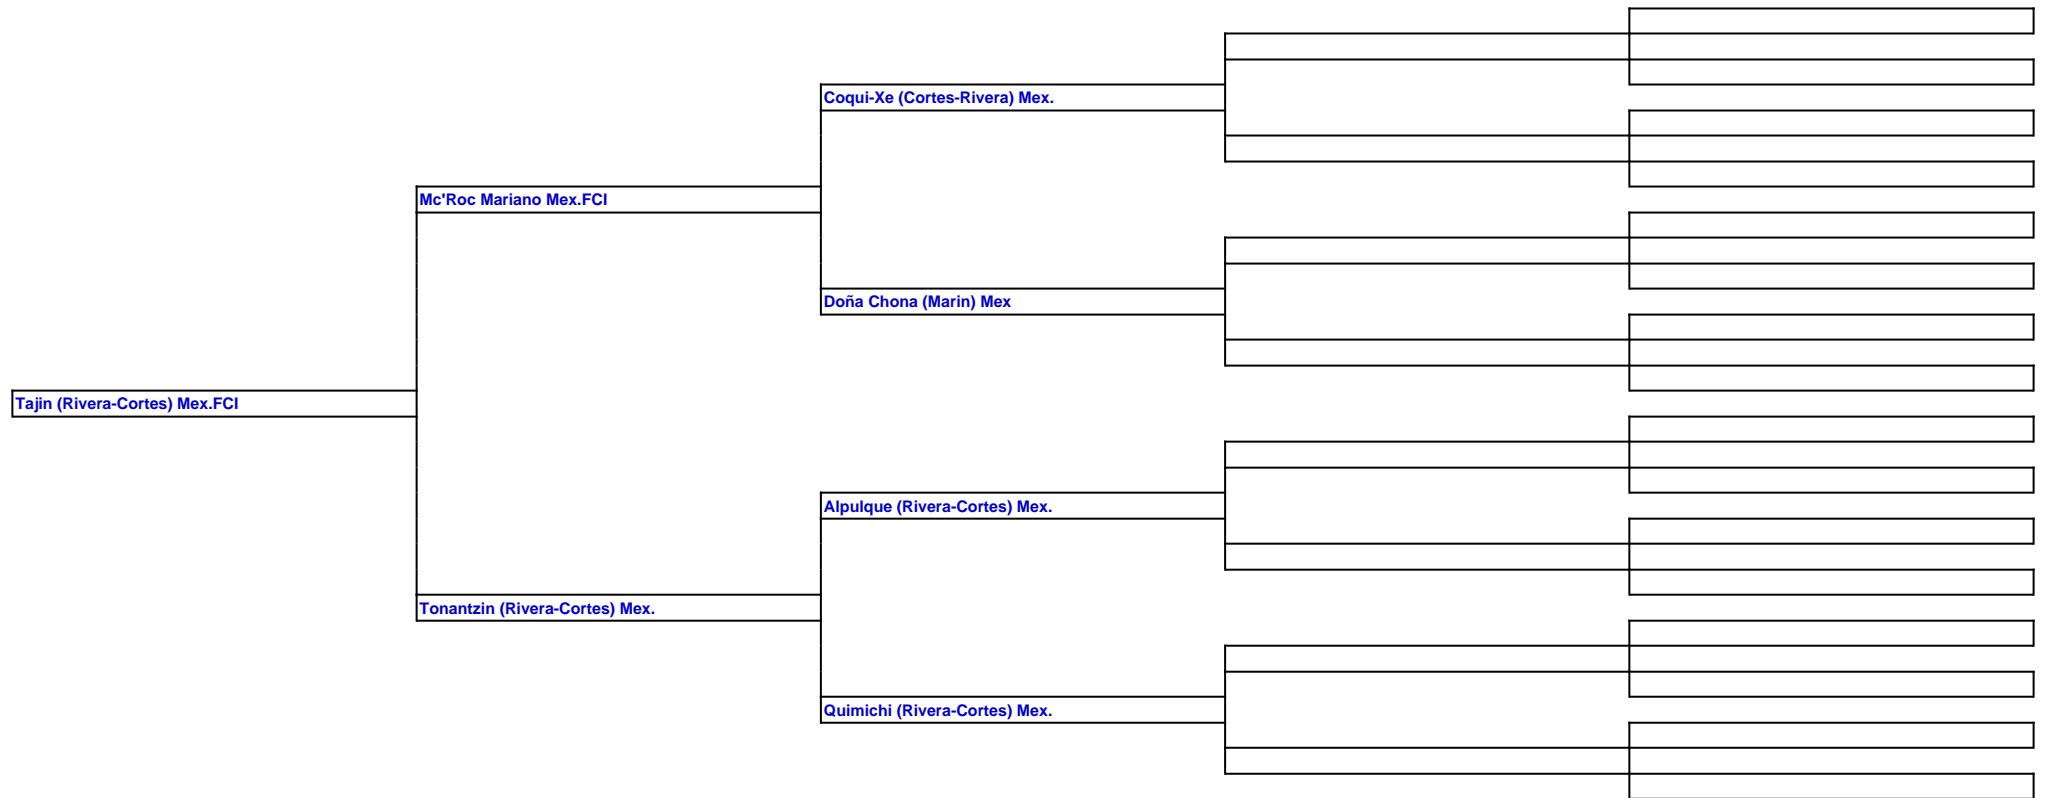 Coqui-Xe (Cortes-Rivera) Mex.
Mc'Roc Mariano Mex.FCI
Doña Chona (Marin) Mex
Tajin (Rivera-Cortes) Mex.FCI
Alpulque (Rivera-Cortes) Mex.
Tonantzin (Rivera-Cortes) Mex.
Quimichi (Rivera-Cortes) Mex.